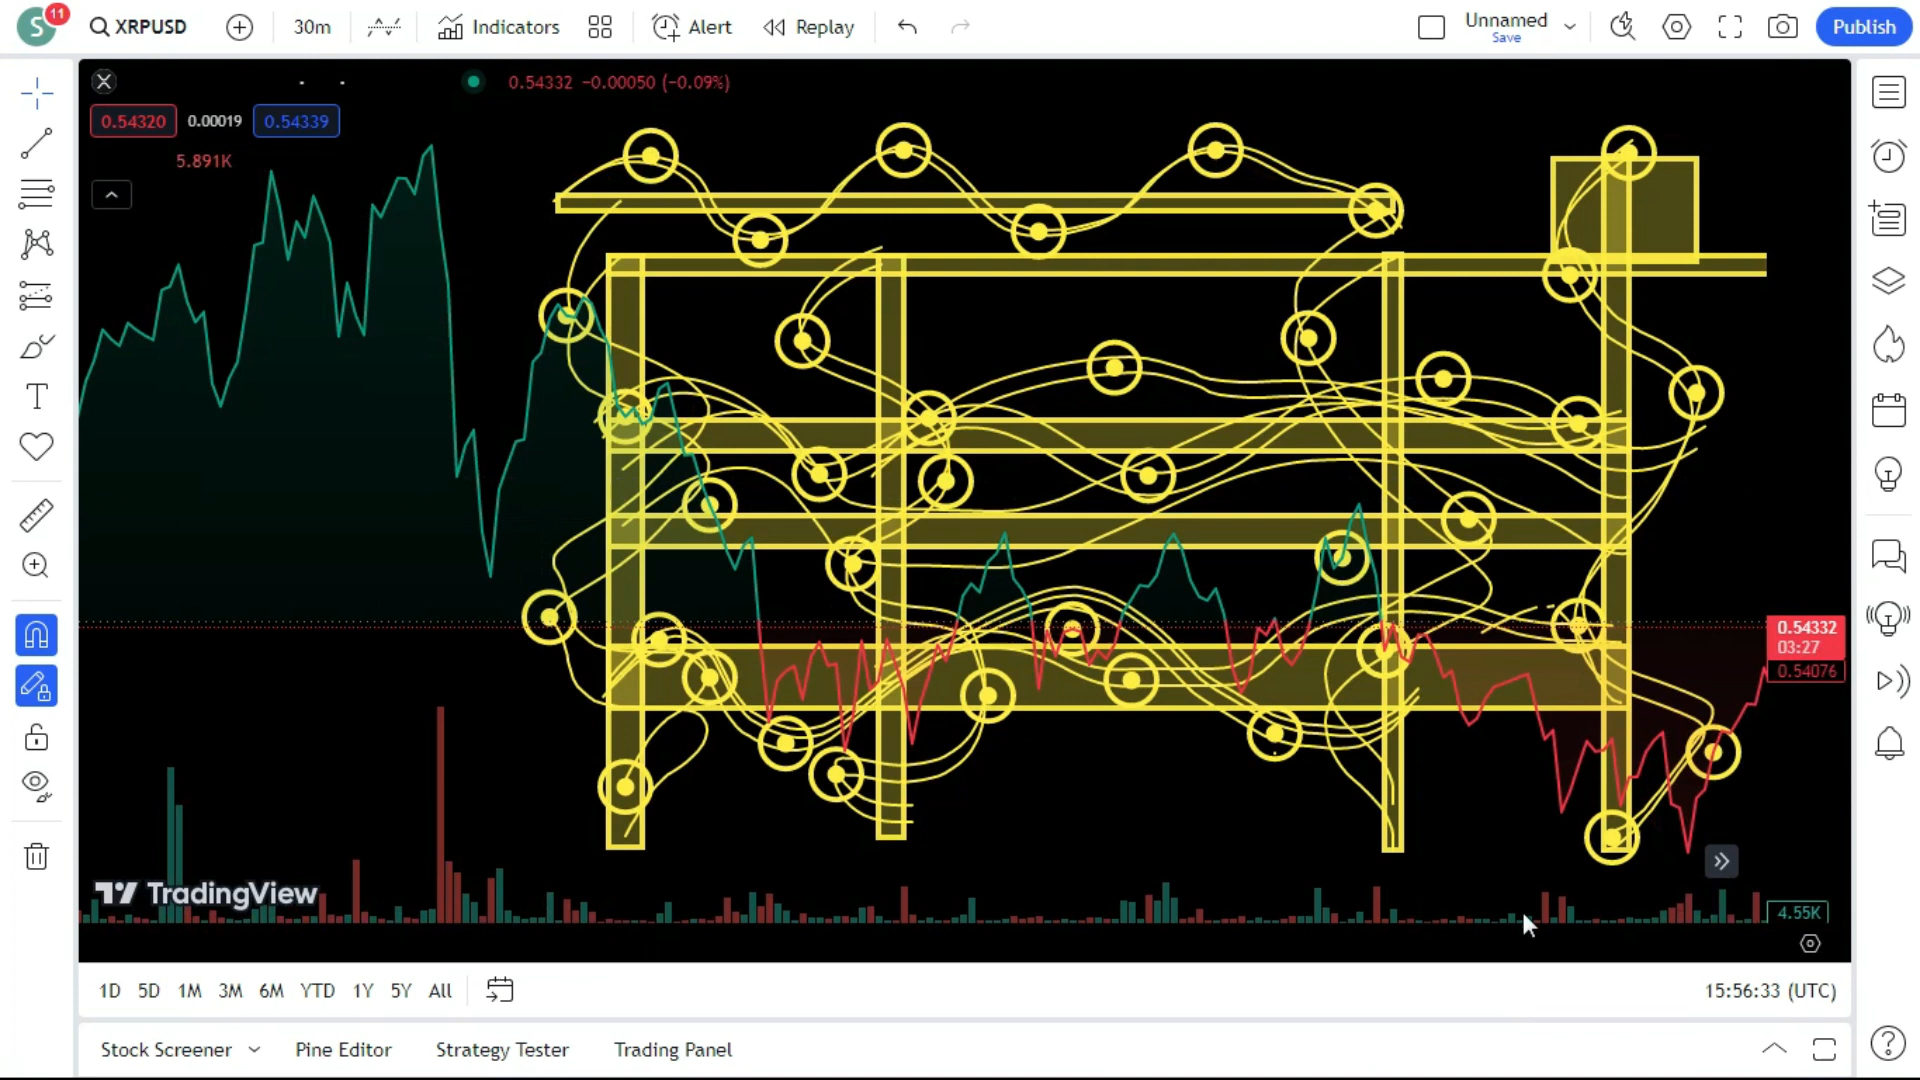 S 11 XRPUSD 30m Indicators Alert Replay Unnamed Publish
Save
0.54332 −0.00050 (−0.09%)
0.54320 0.00019 0.54339
5.891K
T
0.54332
03:27
0.54076
TradingView
4.55K
1D 5D 1M 3M 6M YTD 1Y 5Y All 15:56:33 (UTC)
Stock Screener Pine Editor Strategy Tester Trading Panel